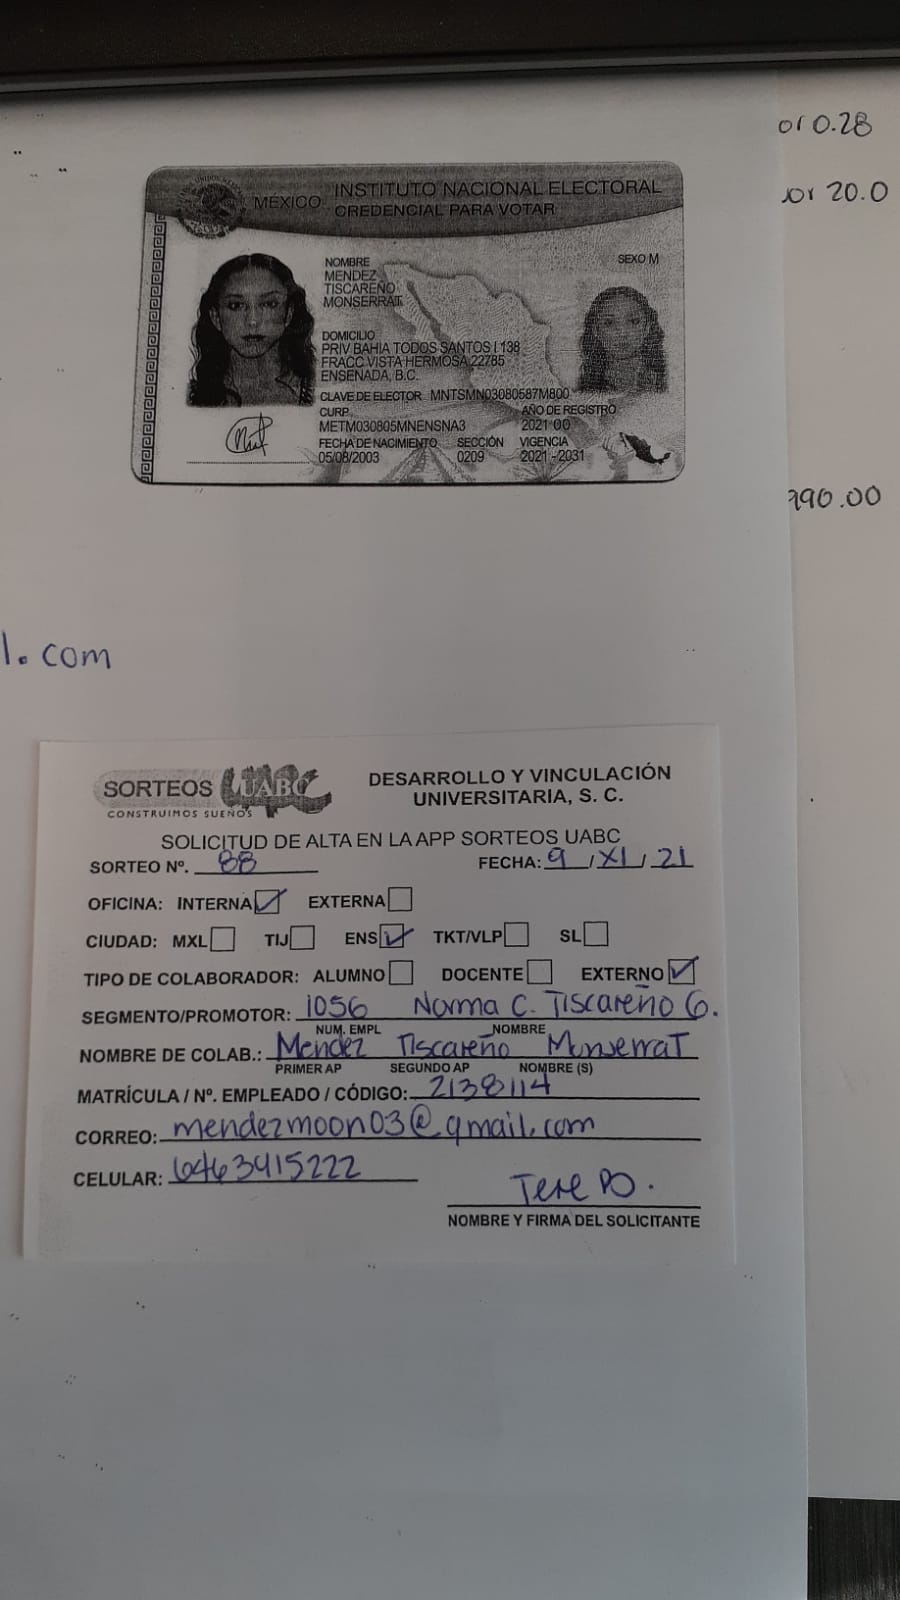 or 0.28
or 20.0
990.00
MÉXICO INSTITUTO NACIONAL ELECTORAL
CREDENCIAL PARA VOTAR
NOMBRE
SEXO M
MENDEZ
TISCAREÑO
MONSERRAT
DOMICILIO
PRIV BAHIA TODOS SANTOS L138
FRACC VISTA HERMOSA 22785
ENSENADA, B.C.
CLAVE DE ELECTOR MNTSMN03080587M800
CURP AÑO DE REGISTRO
METM030805MNENSNA3 2021 00
FECHA DE NACIMIENTO SECCIÓN VIGENCIA
05/08/2003 0209 2021 - 2031
l.com
SORTEOS UABC
CONSTRUIMOS SUEÑOS
DESARROLLO Y VINCULACIÓN
UNIVERSITARIA, S. C.
SOLICITUD DE ALTA EN LA APP SORTEOS UABC
SORTEO Nº. 88 FECHA: 9 / XI / 21
OFICINA: INTERNA EXTERNA
CIUDAD: MXL TIJ ENS TKT/VLP SL
TIPO DE COLABORADOR: ALUMNO DOCENTE EXTERNO
SEGMENTO/PROMOTOR: 1056 Norma C. Tiscareño G.
NUM. EMPL NOMBRE
NOMBRE DE COLAB.: Mendez Tiscareño Monserrat
PRIMER AP SEGUNDO AP NOMBRE (S)
MATRÍCULA / Nº. EMPLEADO / CÓDIGO: 2138114
CORREO: mendezmoon03@gmail.com
CELULAR: 6463415222
Tere PO.
NOMBRE Y FIRMA DEL SOLICITANTE